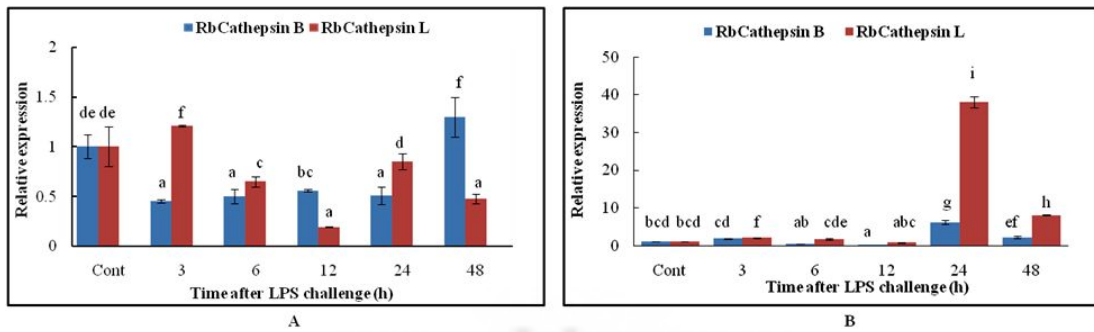 RbCathepsin B RbCathepsin L
Relative expression
2
1.5
1
0.5
0
de de
a f
a c
bc a
a d
f a
Cont 3 6 12 24 48
Time after LPS challenge (h)
A
RbCathepsin B RbCathepsin L
Relative expression
50
40
30
20
10
0
bcd bcd
cd f
ab cde
a abc
g i
ef h
Cont 3 6 12 24 48
Time after LPS challenge (h)
B